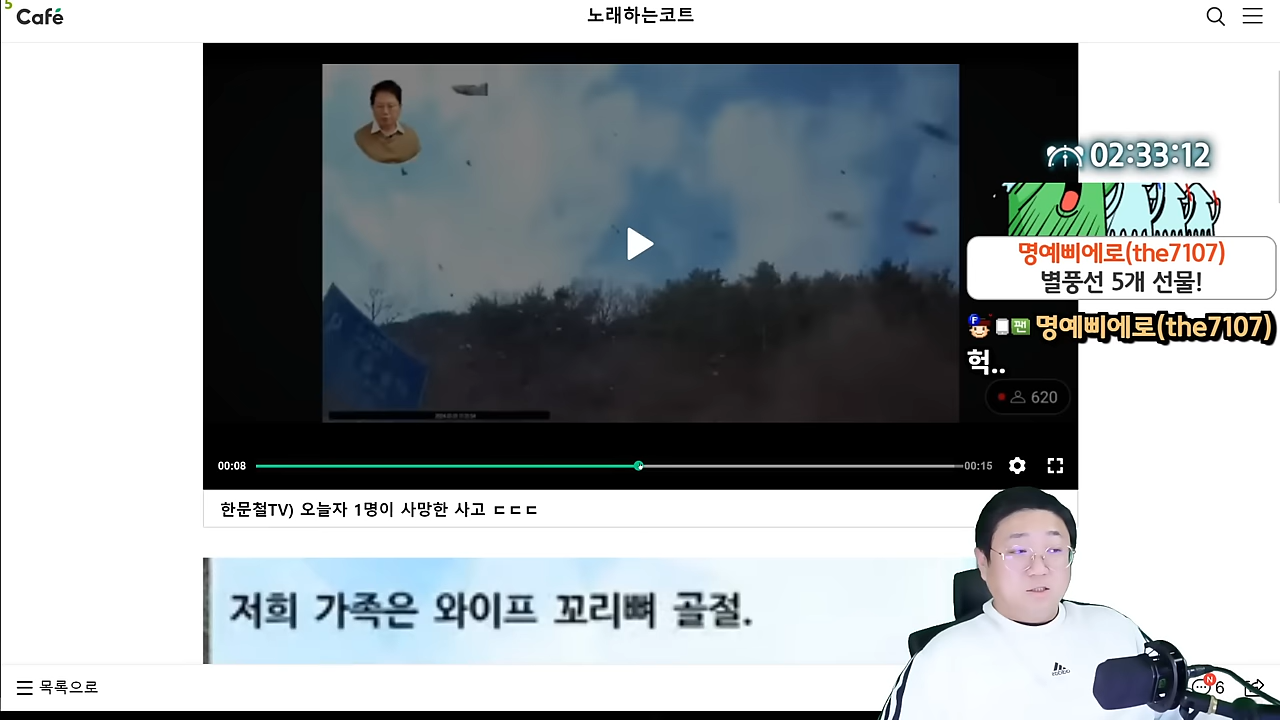 5
Café
노래하는코트
02:33:12
명예삐에로(the7107)
별풍선 5개 선물!
F
팬 명예삐에로(the7107)
헉..
620
00:08
00:15
한문철TV) 오늘자 1명이 사망한 사고 ㄷㄷㄷ
저희 가족은 와이프 꼬리뼈 골절.
목록으로
N
6